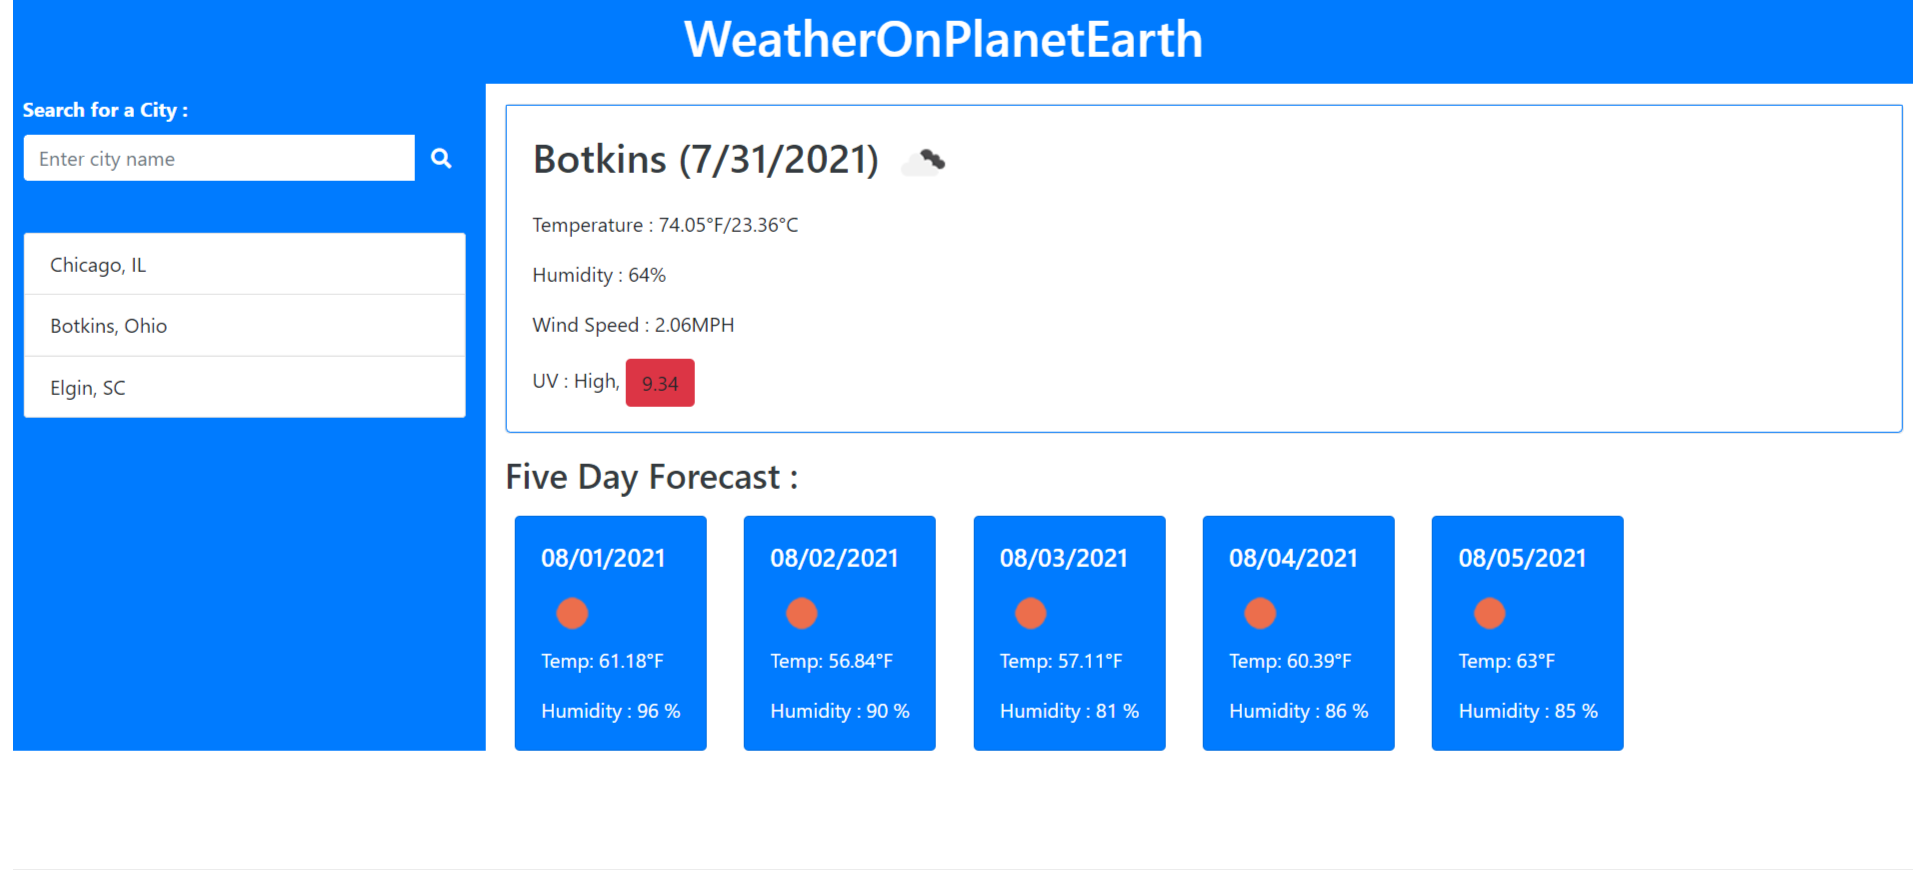 WeatherOnPlanetEarth
Search for a City :
Enter city name
Chicago, IL
Botkins, Ohio
Elgin, SC
Botkins (7/31/2021)
Temperature : 74.05°F/23.36°C
Humidity : 64%
Wind Speed : 2.06MPH
UV : High, 9.34
Five Day Forecast :
08/01/2021
Temp: 61.18°F
Humidity : 96 %
08/02/2021
Temp: 56.84°F
Humidity : 90 %
08/03/2021
Temp: 57.11°F
Humidity : 81 %
08/04/2021
Temp: 60.39°F
Humidity : 86 %
08/05/2021
Temp: 63°F
Humidity : 85 %